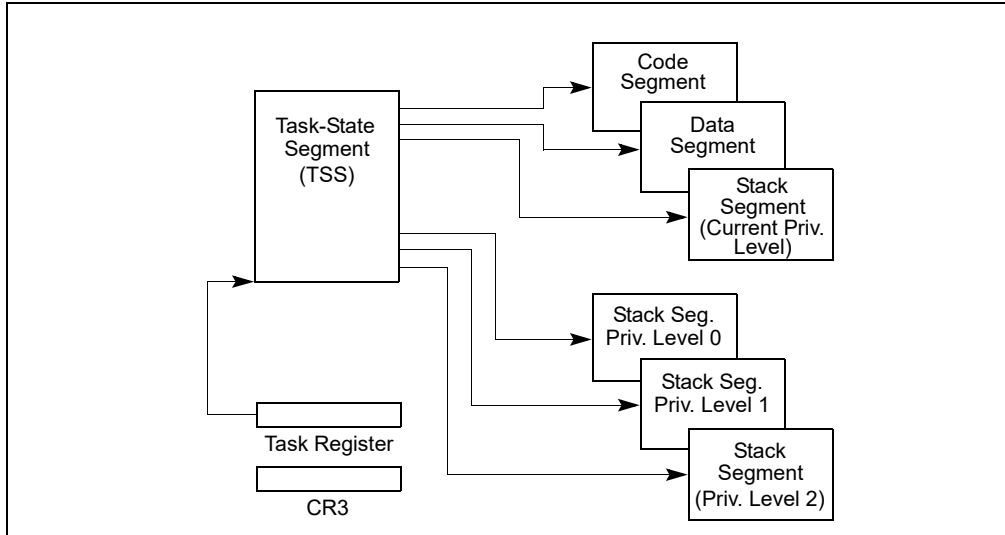 Code
Segment
Task-State
Segment
(TSS)
Data
Segment
Stack
Segment
(Current Priv.
Level)
Stack Seg.
Priv. Level 0
Stack Seg.
Priv. Level 1
Task Register
Stack
Segment
(Priv. Level 2)
CR3